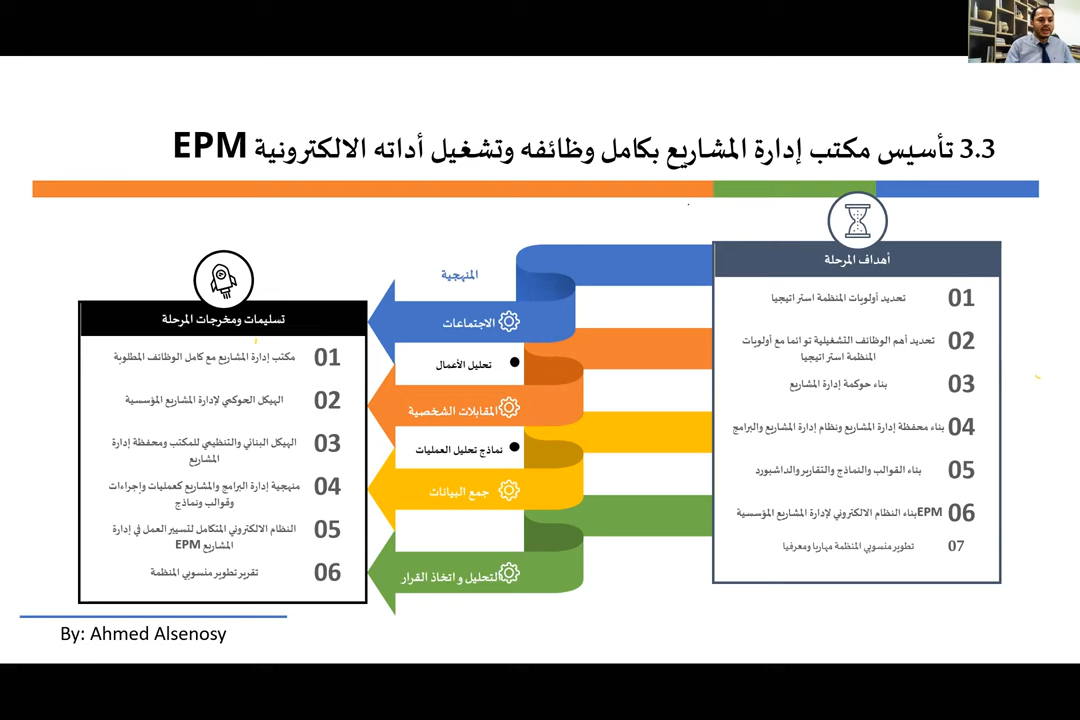 3.3 تأسيس مكتب إدارة المشاريع بكامل وظائفه وتشغيل أداته الالكترونية EPM
أهداف المرحلة
01 تحديد أولويات المنظمة استراتيجيا
02 تحديد أهم الوظائف التشغيلية توائما مع أولويات
المنظمة استراتيجيا
03 بناء حوكمة إدارة المشاريع
04 بناء محفظة إدارة المشاريع ونظام إدارة المشاريع والبرامج
05 بناء القوالب والنماذج والتقارير والداشبورد
06 EPMبناء النظام الالكتروني لإدارة المشاريع المؤسسية
07 تطوير منسوبي المنظمة مهاريا ومعرفيا
المنهجية
الاجتماعات
تحليل الأعمال
المقابلات الشخصية
نماذج تحليل العمليات
جمع البيانات
التحليل و اتخاذ القرار
تسليمات ومخرجات المرحلة
01 مكتب إدارة المشاريع مع كامل الوظائف المطلوبة
02 الهيكل الحوكمي لإدارة المشاريع المؤسسية
03 الهيكل البنائي والتنظيمي للمكتب ومحفظة إدارة
المشاريع
04 منهجية إدارة البرامج والمشاريع كعمليات وإجراءات
وقوالب ونماذج
05 النظام الالكتروني المتكامل لتسيير العمل في إدارة
المشاريع EPM
06 تقرير تطوير منسوبي المنظمة
By: Ahmed Alsenosy